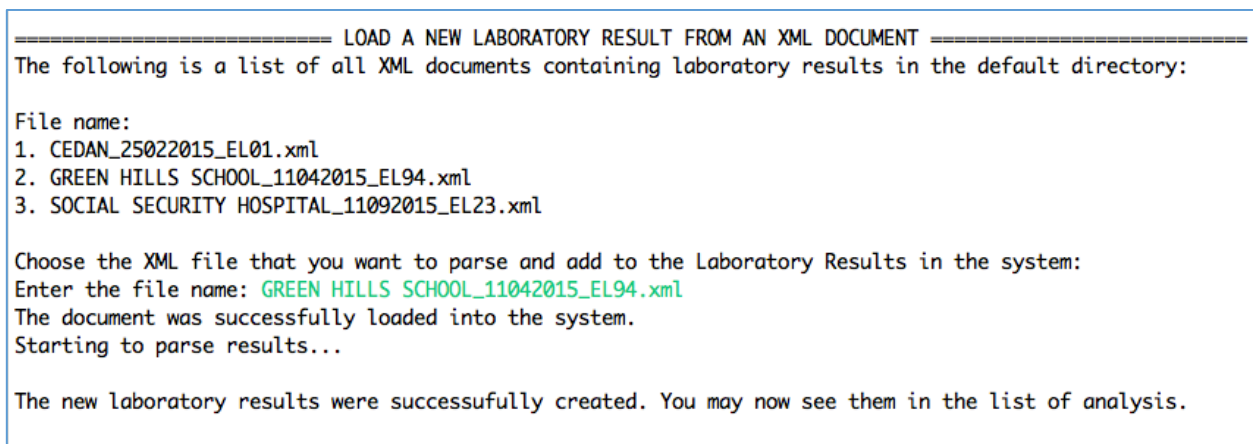 =========================== LOAD A NEW LABORATORY RESULT FROM AN XML DOCUMENT ===========================
The following is a list of all XML documents containing laboratory results in the default directory:
File name:
1. CEDAN_25022015_EL01.xml
2. GREEN HILLS SCHOOL_11042015_EL94.xml
3. SOCIAL SECURITY HOSPITAL_11092015_EL23.xml
Choose the XML file that you want to parse and add to the Laboratory Results in the system:
Enter the file name: GREEN HILLS SCHOOL_11042015_EL94.xml
The document was successfully loaded into the system.
Starting to parse results...
The new laboratory results were successufully created. You may now see them in the list of analysis.